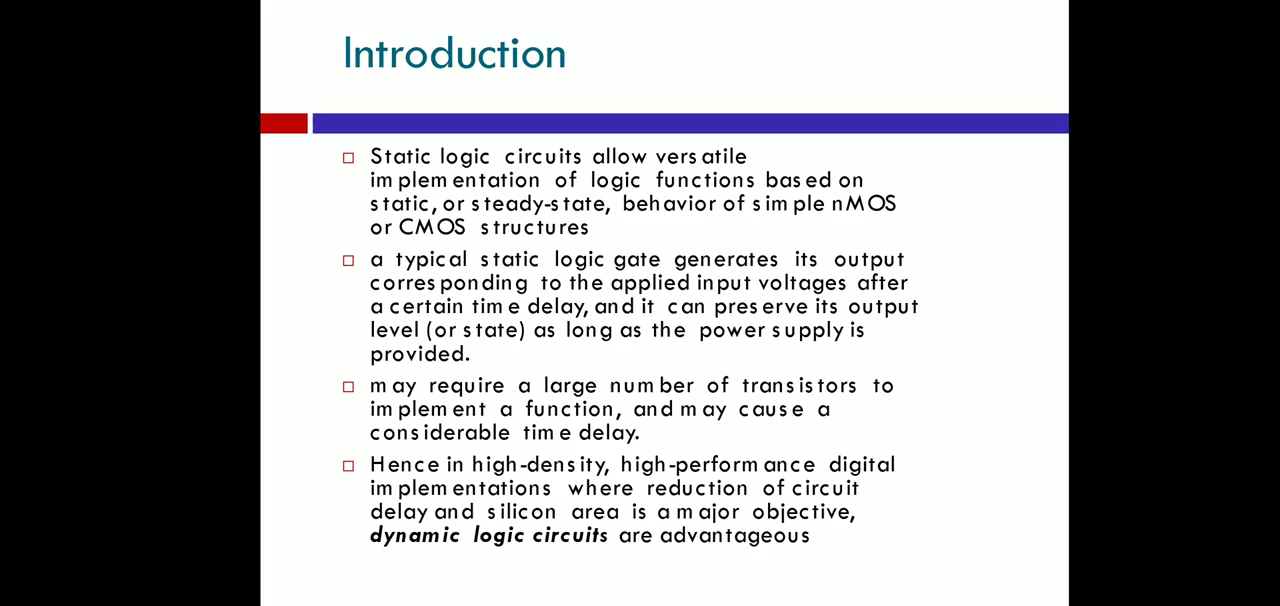 Introduction
Static logic circuits allow versatile
implementation of logic functions based on
static, or steady-state, behavior of simple nMOS
or CMOS structures
a typical static logic gate generates its output
corresponding to the applied input voltages after
a certain time delay, and it can preserve its output
level (or state) as long as the power supply is
provided.
may require a large number of transistors to
implement a function, and may cause a
considerable time delay.
Hence in high-density, high-performance digital
implementations where reduction of circuit
delay and silicon area is a major objective,
dynamic logic circuits are advantageous